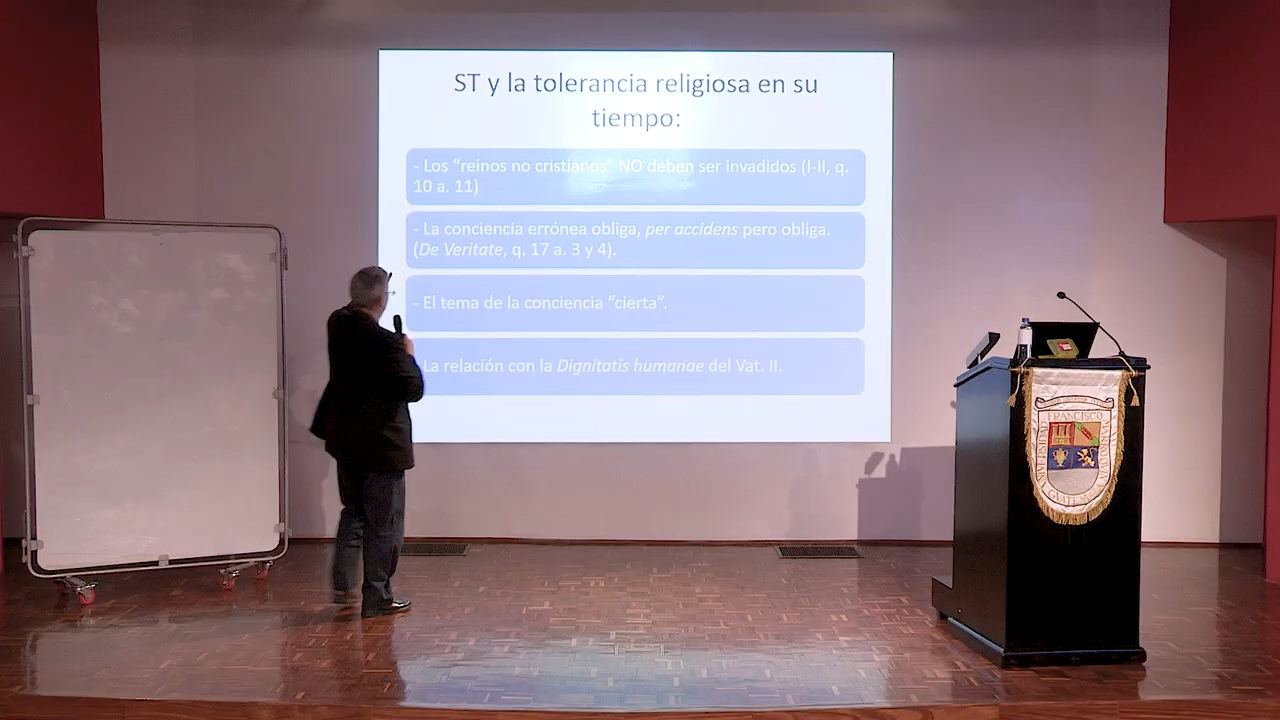 ST y la tolerancia religiosa en su
tiempo:
- Los “reinos no cristianos” NO deben ser invadidos (I-II, q.
10 a. 11)
- La conciencia errónea obliga, per accidens pero obliga.
(De Veritate, q. 17 a. 3 y 4).
- El tema de la conciencia “cierta”.
La relación con la Dignitatis humanae del Vat. II.
FRANCISCO
GUATEMALA